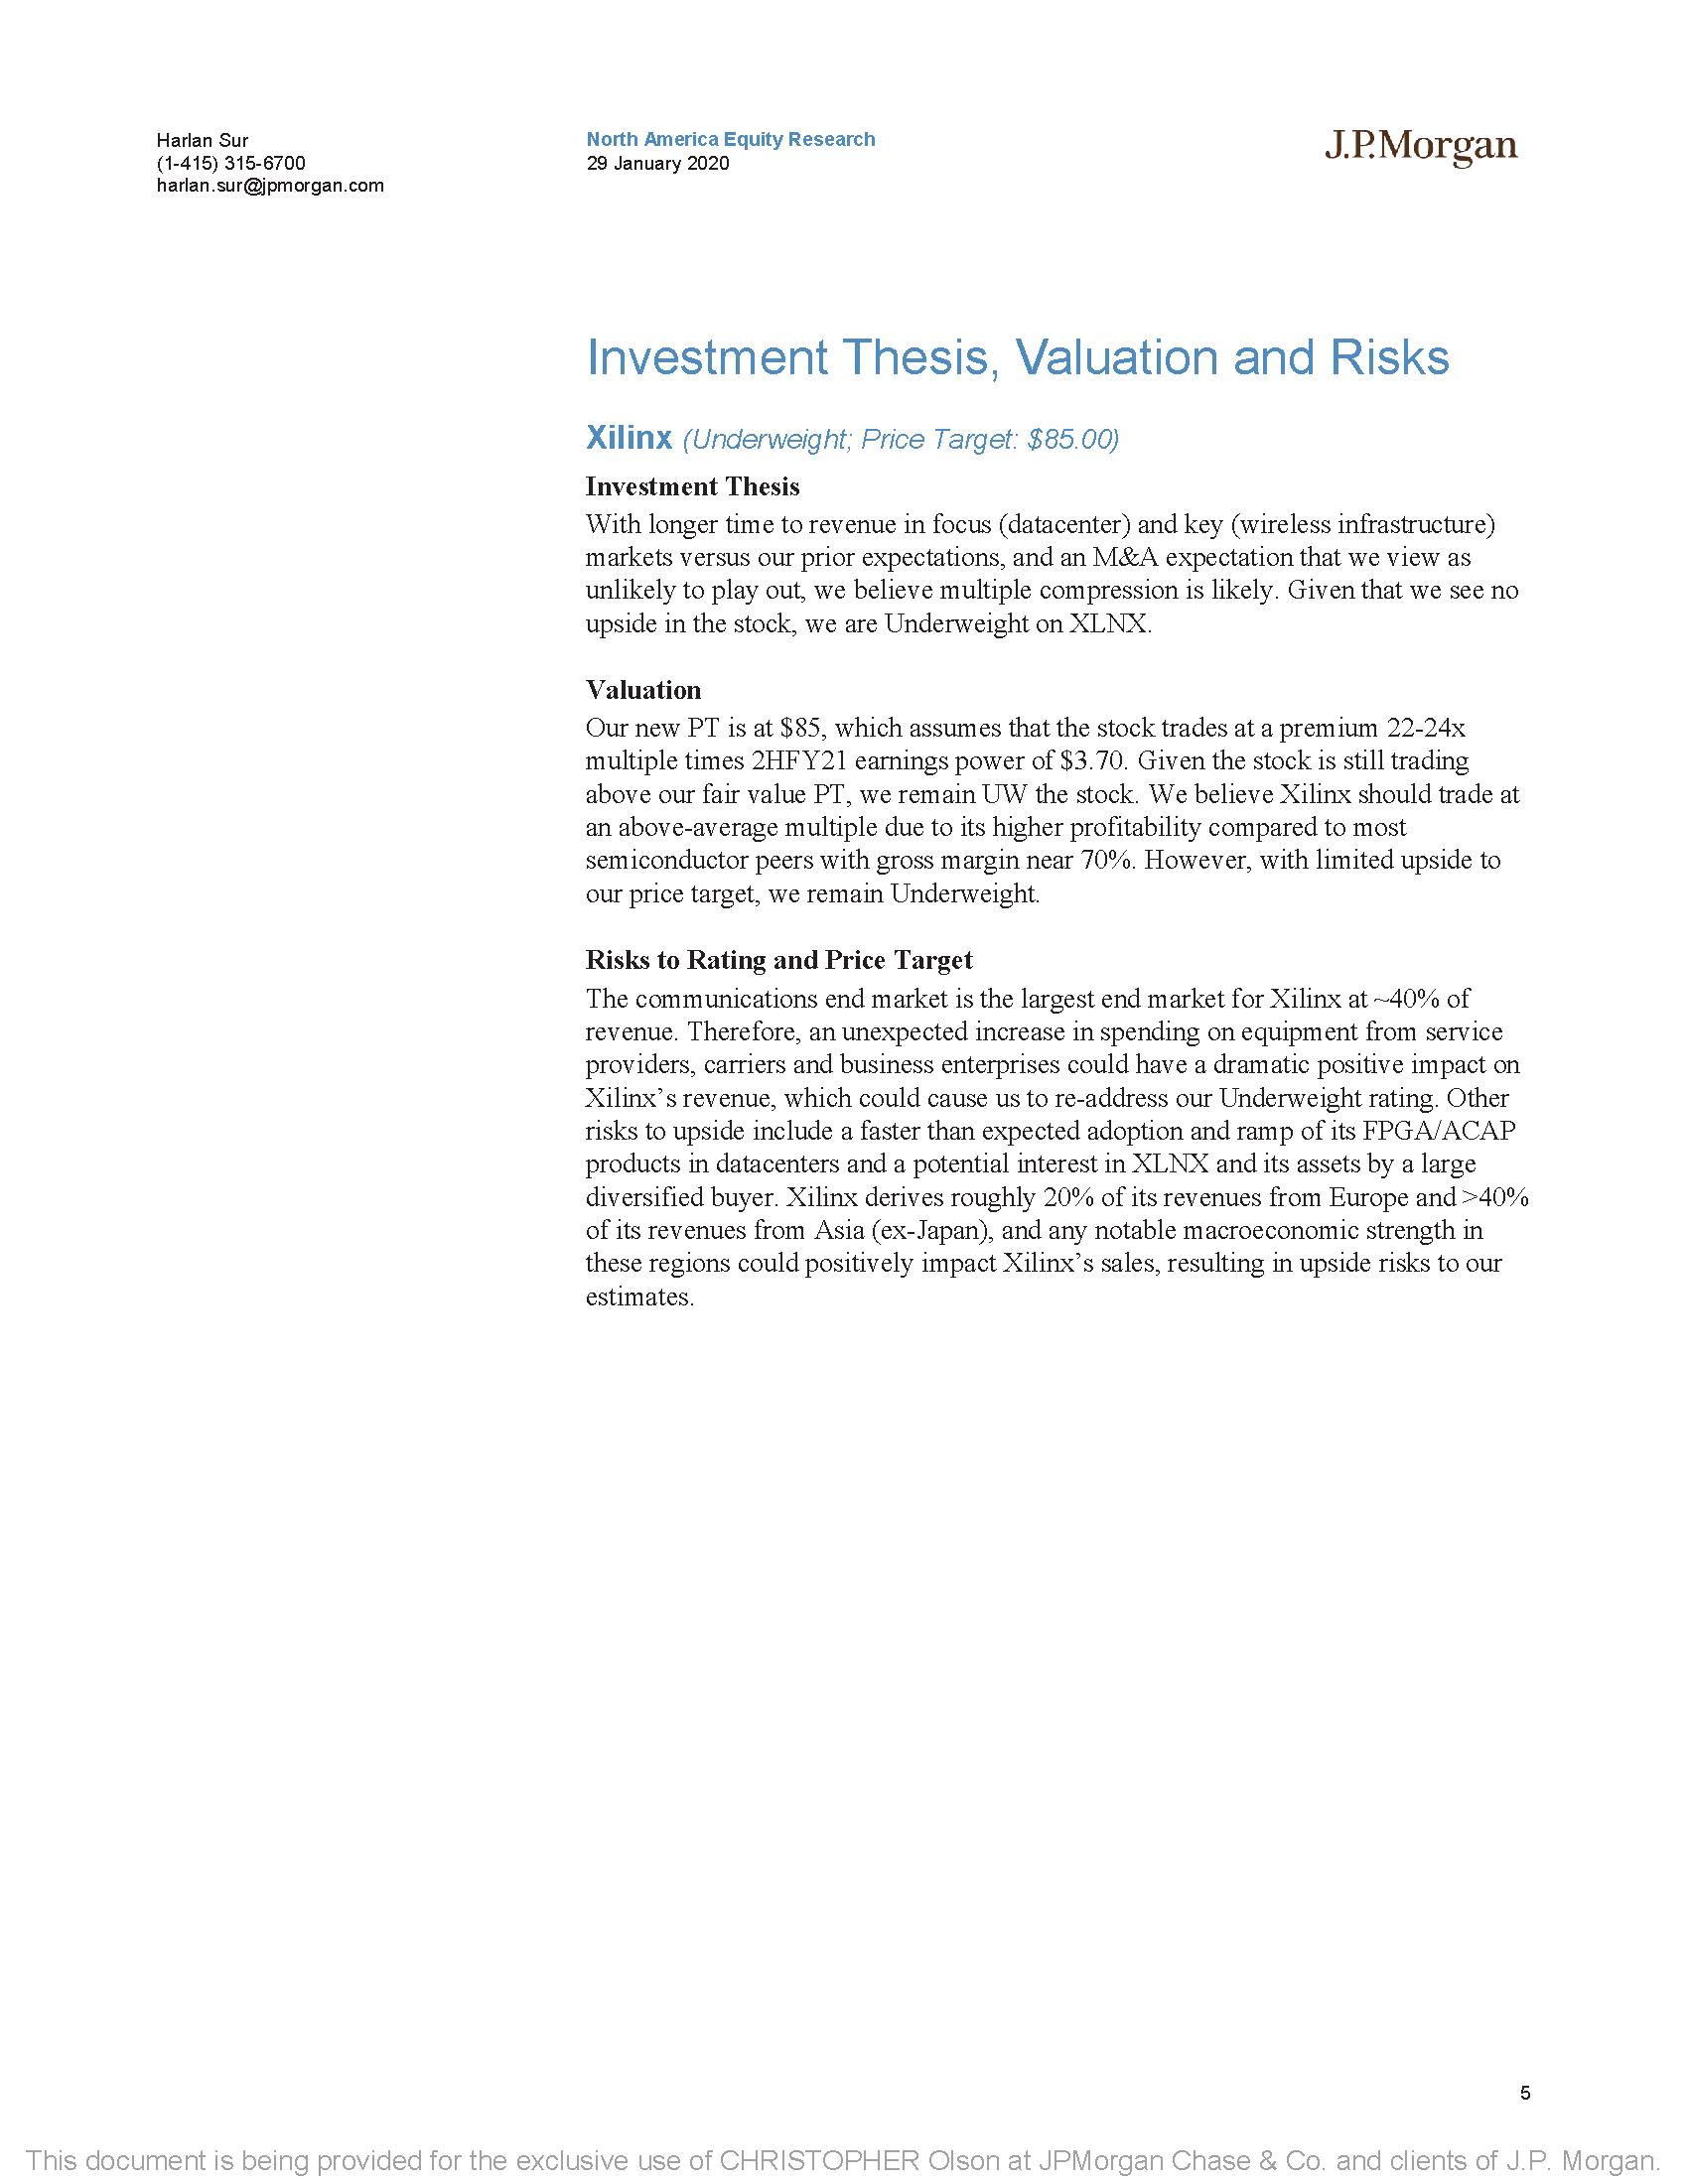 Harlan Sur
(1-415) 315-6700
harlan.sur@jpmorgan.com
North America Equity Research
29 January 2020
J.P.Morgan
Investment Thesis, Valuation and Risks
Xilinx (Underweight; Price Target: $85.00)
Investment Thesis
With longer time to revenue in focus (datacenter) and key (wireless infrastructure)
markets versus our prior expectations, and an M&A expectation that we view as
unlikely to play out, we believe multiple compression is likely. Given that we see no
upside in the stock, we are Underweight on XLNX.
Valuation
Our new PT is at $85, which assumes that the stock trades at a premium 22-24x
multiple times 2HFY21 earnings power of $3.70. Given the stock is still trading
above our fair value PT, we remain UW the stock. We believe Xilinx should trade at
an above-average multiple due to its higher profitability compared to most
semiconductor peers with gross margin near 70%. However, with limited upside to
our price target, we remain Underweight.
Risks to Rating and Price Target
The communications end market is the largest end market for Xilinx at ~40% of
revenue. Therefore, an unexpected increase in spending on equipment from service
providers, carriers and business enterprises could have a dramatic positive impact on
Xilinx’s revenue, which could cause us to re-address our Underweight rating. Other
risks to upside include a faster than expected adoption and ramp of its FPGA/ACAP
products in datacenters and a potential interest in XLNX and its assets by a large
diversified buyer. Xilinx derives roughly 20% of its revenues from Europe and >40%
of its revenues from Asia (ex-Japan), and any notable macroeconomic strength in
these regions could positively impact Xilinx’s sales, resulting in upside risks to our
estimates.
5
This document is being provided for the exclusive use of CHRISTOPHER Olson at JPMorgan Chase & Co. and clients of J.P. Morgan.